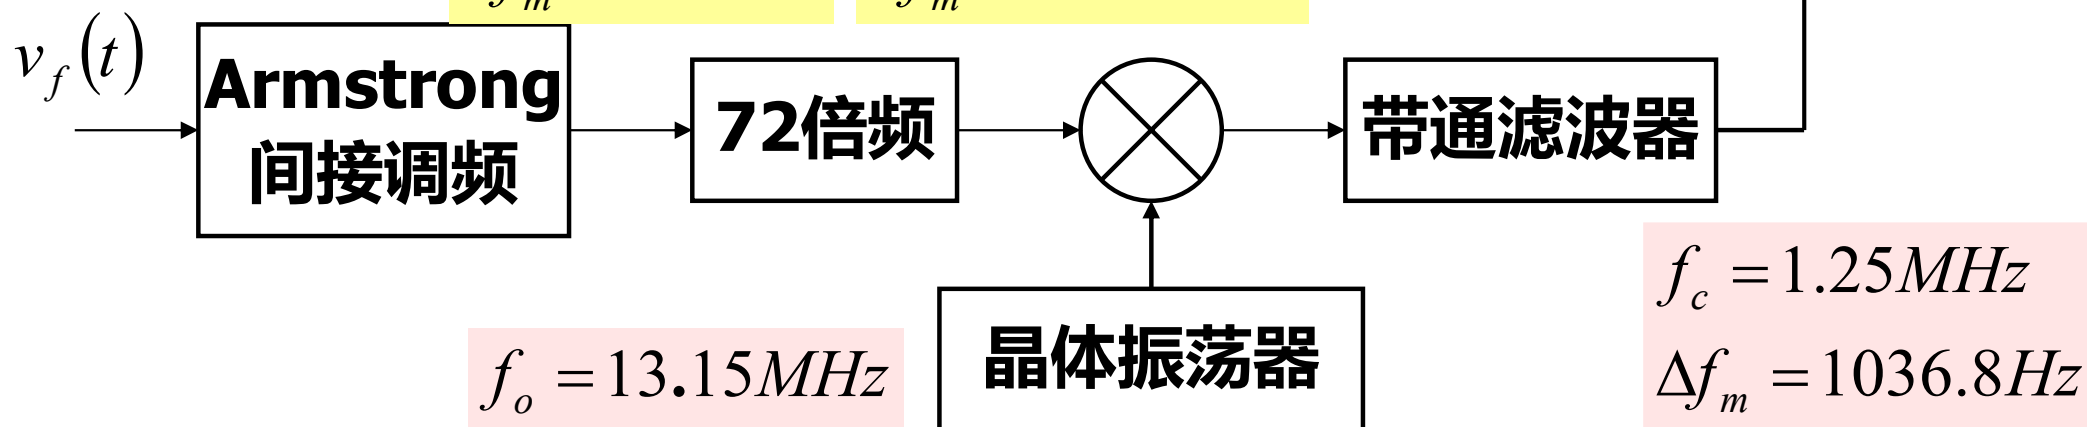 v_f(t)
Armstrong
间接调频
72倍频
带通滤波器
晶体振荡器
f_o = 13.15MHz
f_c = 1.25MHz
Δf_m = 1036.8Hz